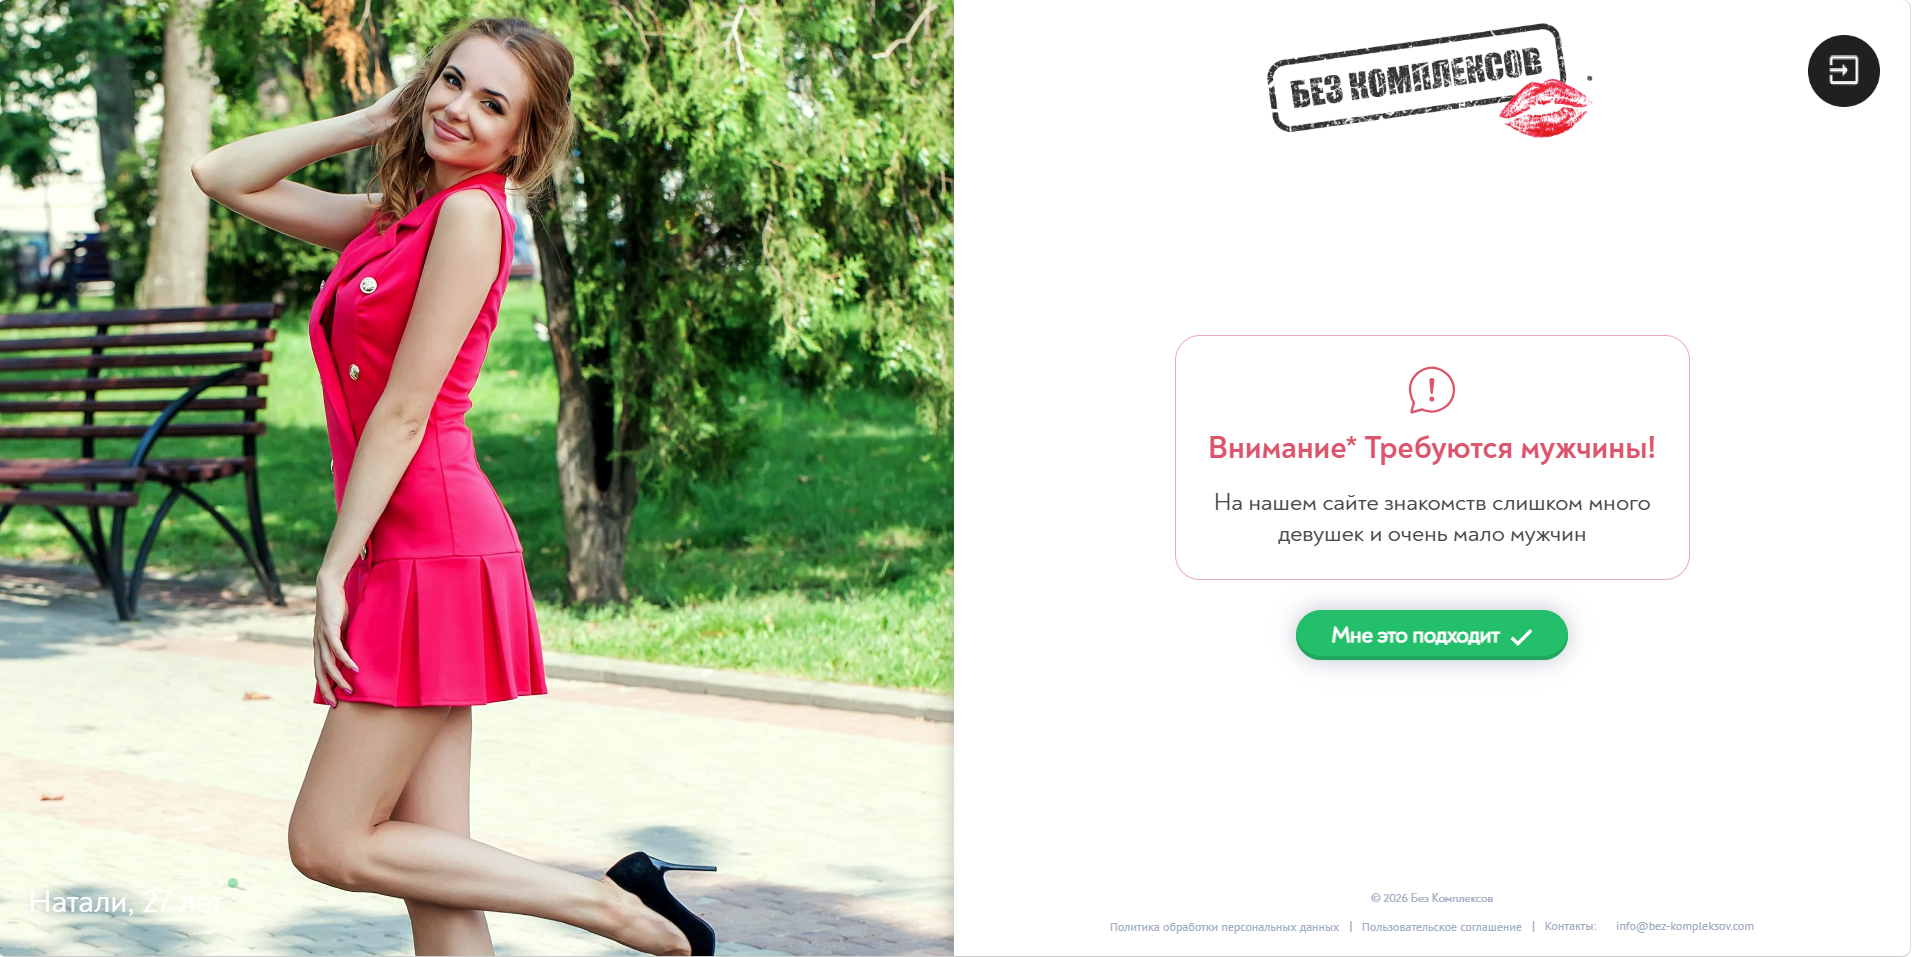 БЕЗ КОМПЛЕКСОВ
Внимание* Требуются мужчины!
На нашем сайте знакомств слишком много
девушек и очень мало мужчин
Мне это подходит
Натали, 27 лет
© 2026 Без Комплексов
Политика обработки персональных данных | Пользовательское соглашение | Контакты: info@bez-kompleksov.com